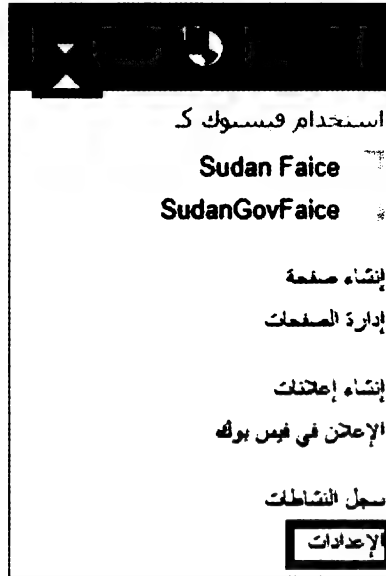 استخدام فيسبوك كـ
Sudan Faice
SudanGovFaice
إنشاء صفحة
إدارة الصفحات
إنشاء إعلانات
الإعلان في فيس بوك
سجل النشاطات
الإعدادات